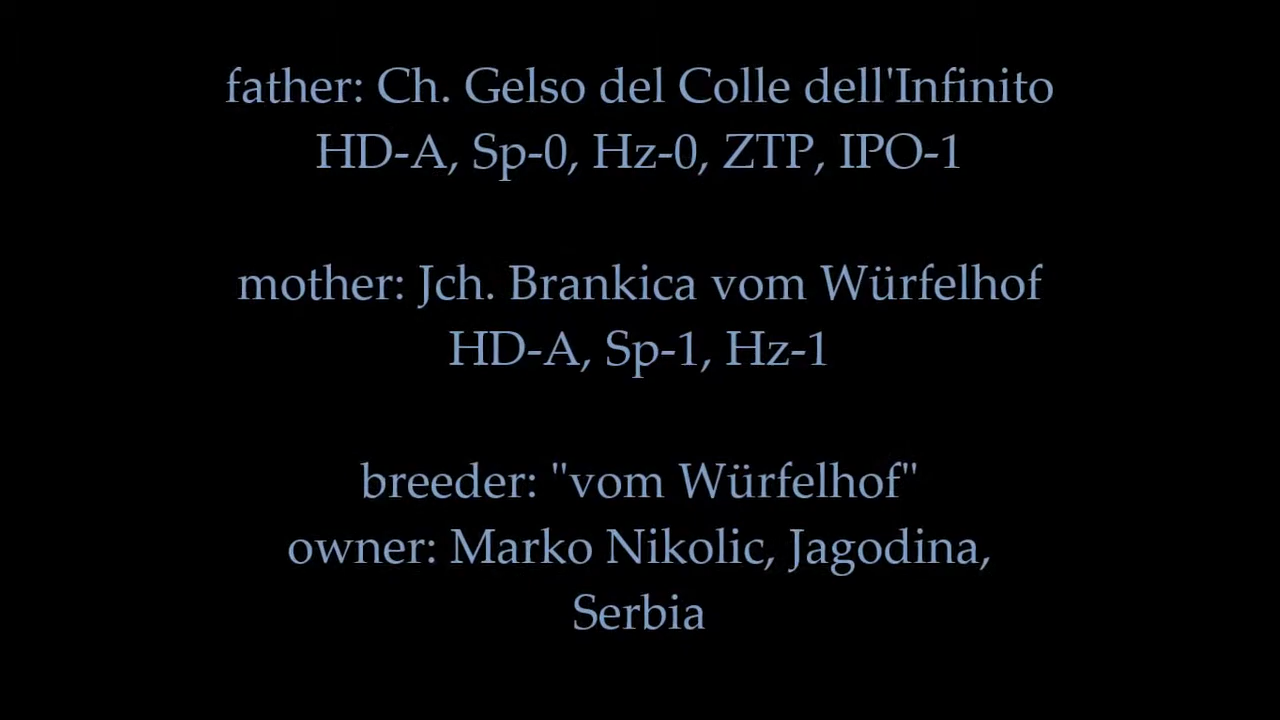 father: Ch. Gelso del Colle dell'Infinito
HD-A, Sp-0, Hz-0, ZTP, IPO-1
mother: Jch. Brankica vom Würfelhof
HD-A, Sp-1, Hz-1
breeder: "vom Würfelhof"
owner: Marko Nikolic, Jagodina,
Serbia